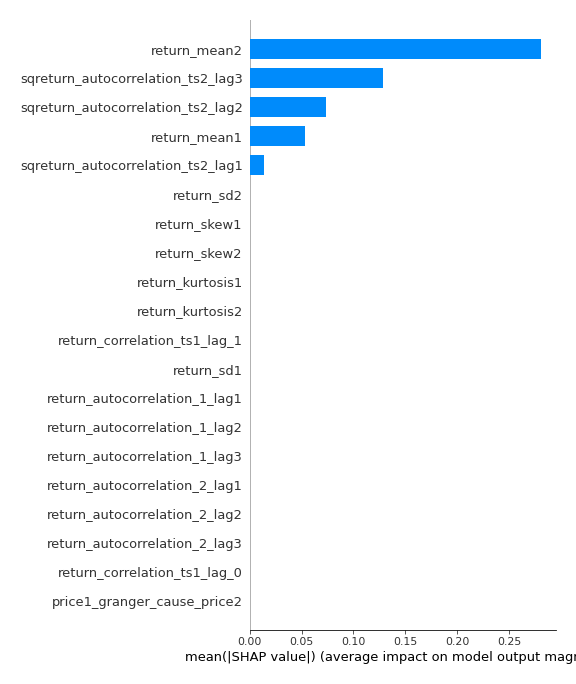 return_mean2
sqreturn_autocorrelation_ts2_lag3
sqreturn_autocorrelation_ts2_lag2
return_mean1
sqreturn_autocorrelation_ts2_lag1
return_sd2
return_skew1
return_skew2
return_kurtosis1
return_kurtosis2
return_correlation_ts1_lag_1
return_sd1
return_autocorrelation_1_lag1
return_autocorrelation_1_lag2
return_autocorrelation_1_lag3
return_autocorrelation_2_lag1
return_autocorrelation_2_lag2
return_autocorrelation_2_lag3
return_correlation_ts1_lag_0
price1_granger_cause_price2
0.00 0.05 0.10 0.15 0.20 0.25
mean(|SHAP value|) (average impact on model output magn